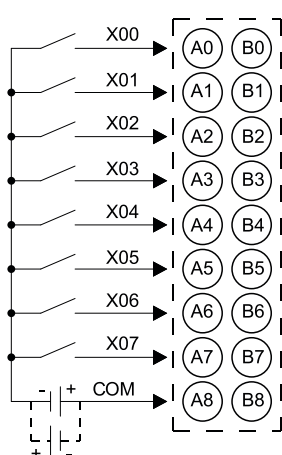 X00 A0 B0
X01 A1 B1
X02 A2 B2
X03 A3 B3
X04 A4 B4
X05 A5 B5
X06 A6 B6
X07 A7 B7
- + COM A8 B8
+ -